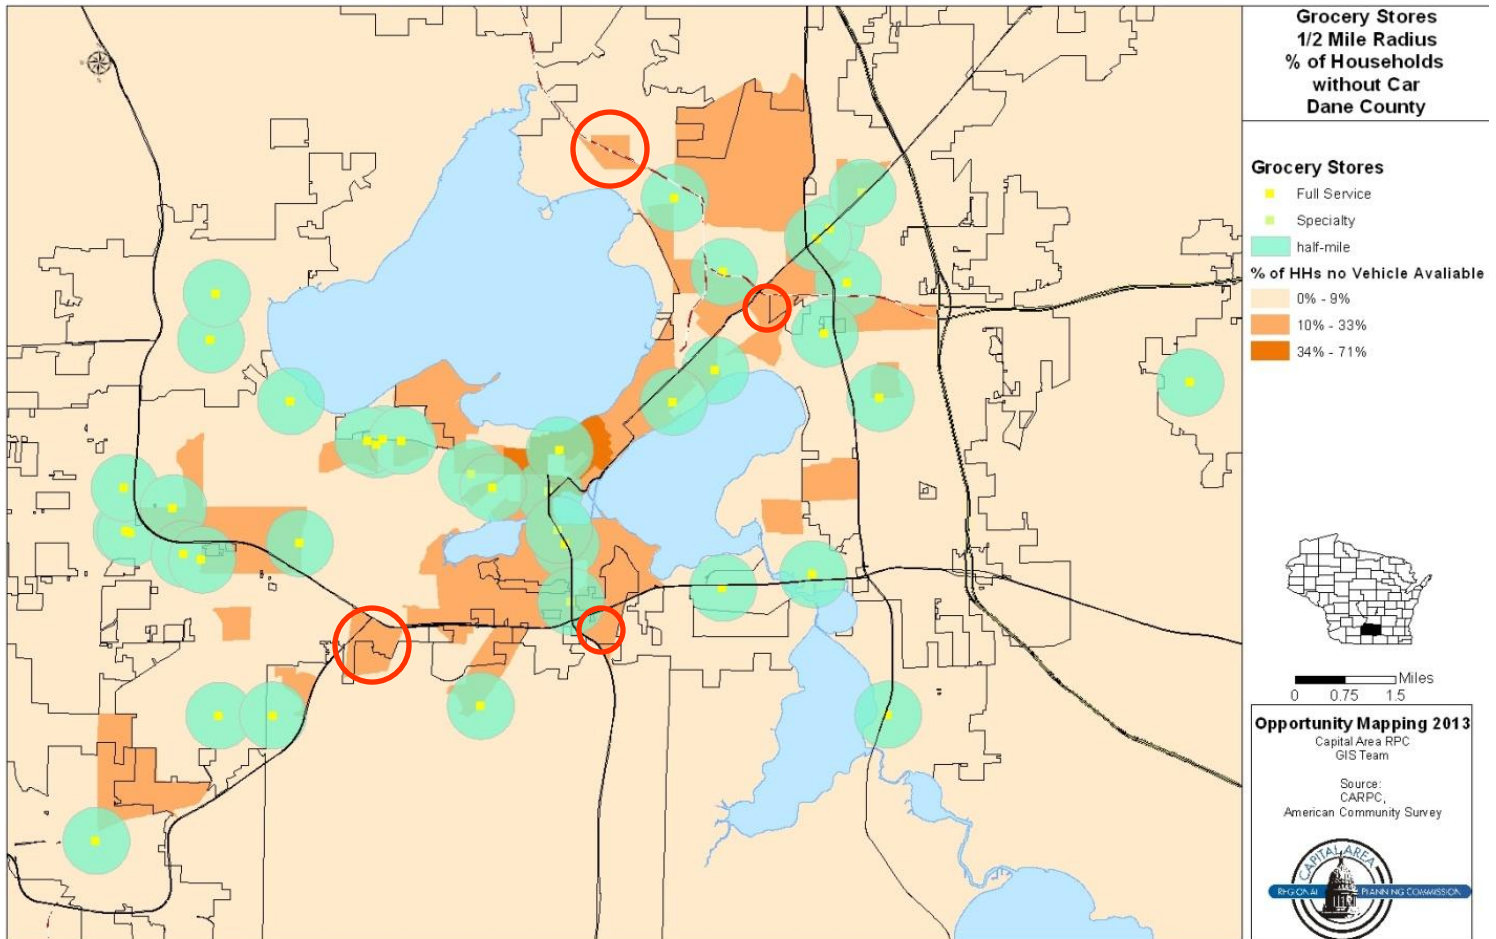 Grocery Stores
1/2 Mile Radius
% of Households
without Car
Dane County
Grocery Stores
Full Service
Specialty
half-mile
% of HHs no Vehicle Avaliable
0% - 9%
10% - 33%
34% - 71%
Miles
0 0.75 1.5
Opportunity Mapping 2013
Capital Area RPC
GIS Team
Source:
CARPC,
American Community Survey
CAPITAL AREA
REGIONAL PLANNING COMMISSION